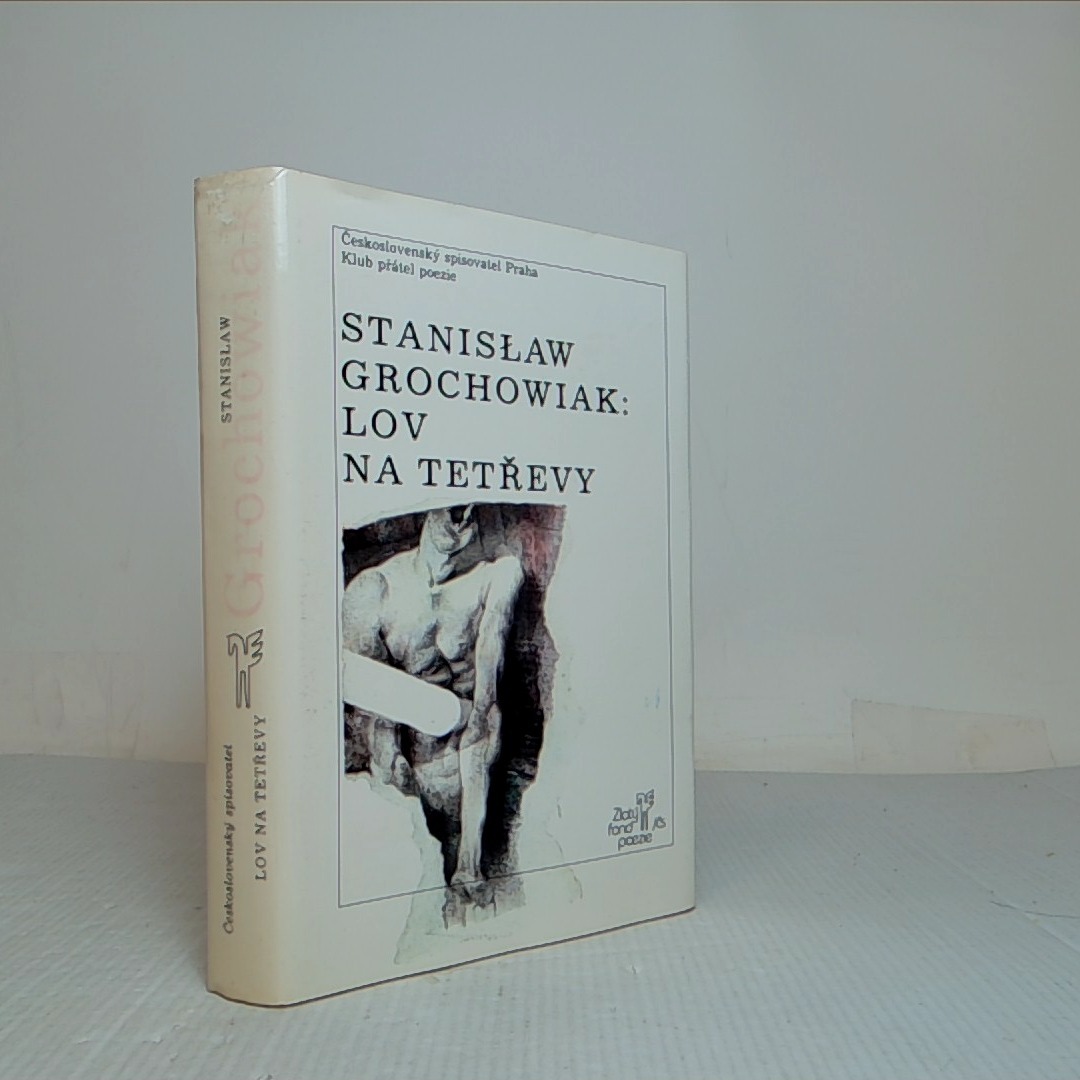 Československý spisovatel Praha
Klub přátel poezie
STANISŁAW
GROCHOWIAK:
LOV
NA TETŘEVY
Zlatý
fond
poezie
/čs
STANISŁAW
Grochowiak
LOV NA TETŘEVY
Československý spisovatel